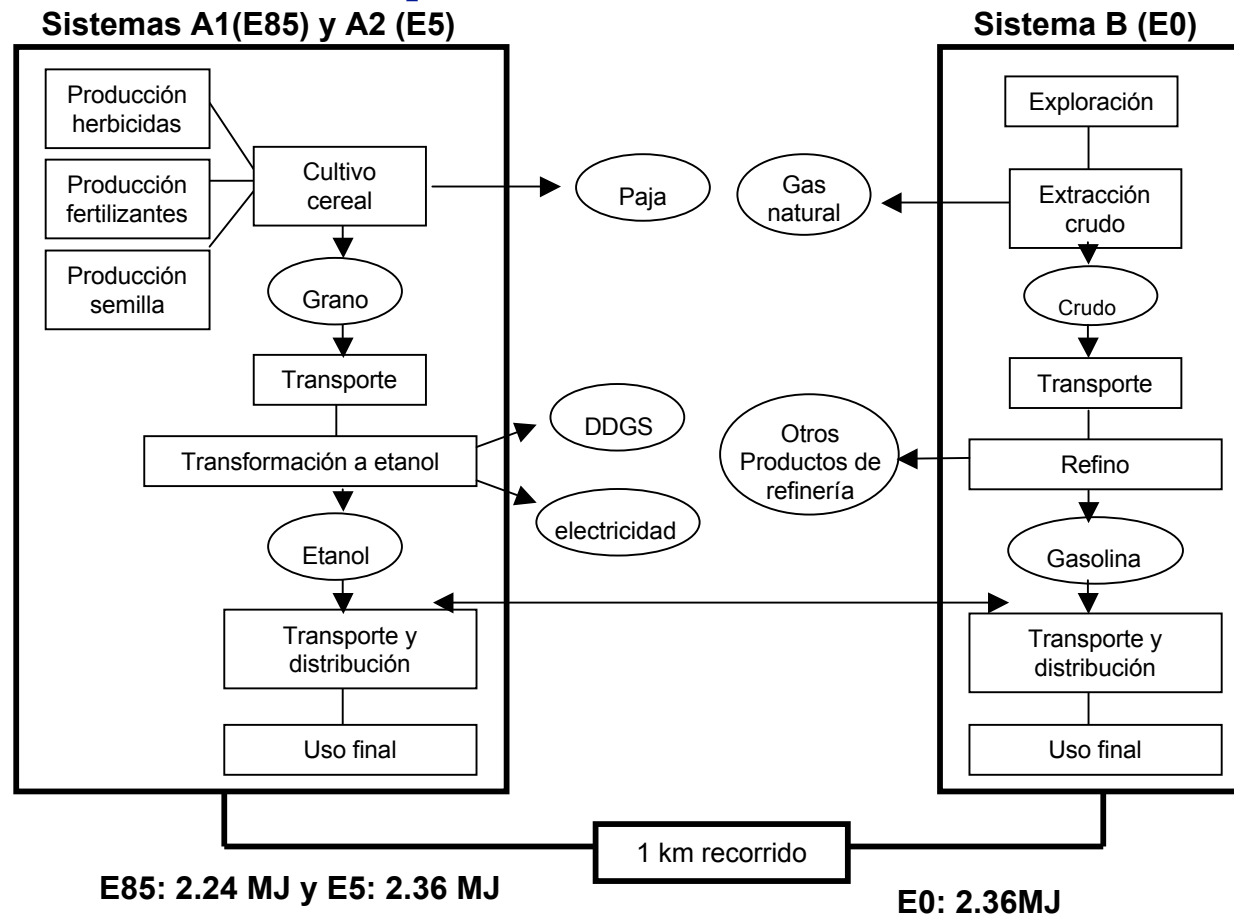 Sistemas A1(E85) y A2 (E5)
Producción
herbicidas
Producción
fertilizantes
Producción
semilla
Cultivo
cereal
Paja
Grano
Transporte
Transformación a etanol
DDGS
electricidad
Etanol
Transporte y
distribución
Uso final
Sistema B (E0)
Exploración
Extracción
crudo
Gas
natural
Crudo
Transporte
Refino
Otros
Productos de
refinería
Gasolina
Transporte y
distribución
Uso final
1 km recorrido
E85: 2.24 MJ y E5: 2.36 MJ
E0: 2.36MJ